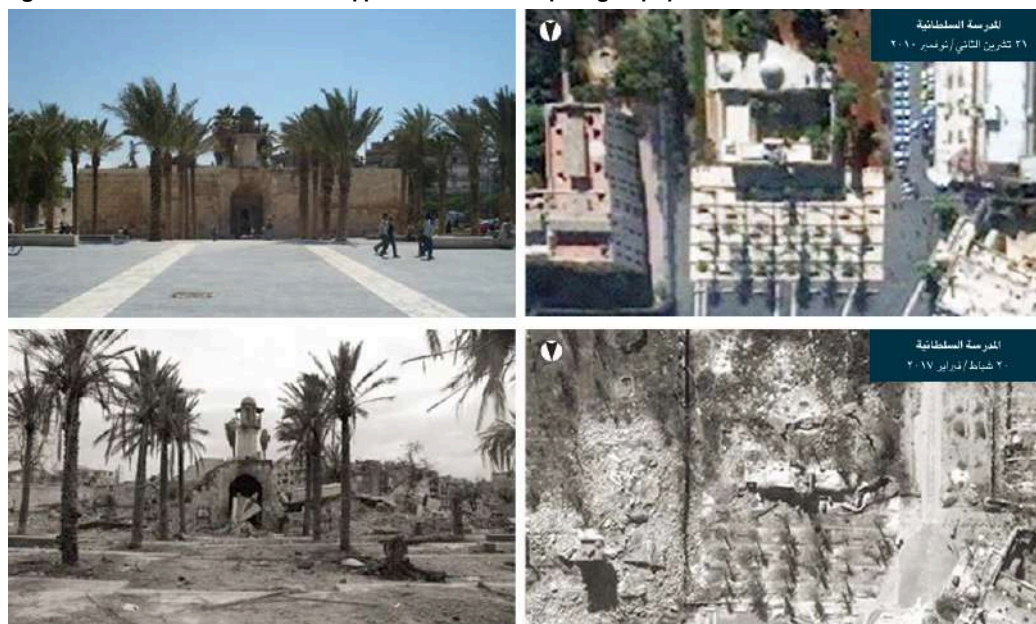 المدرسة السلطانية
٢١ تشرين الثاني/نوفمبر ٢٠١٠
المدرسة السلطانية
٢٠ شباط/فبراير ٢٠١٧